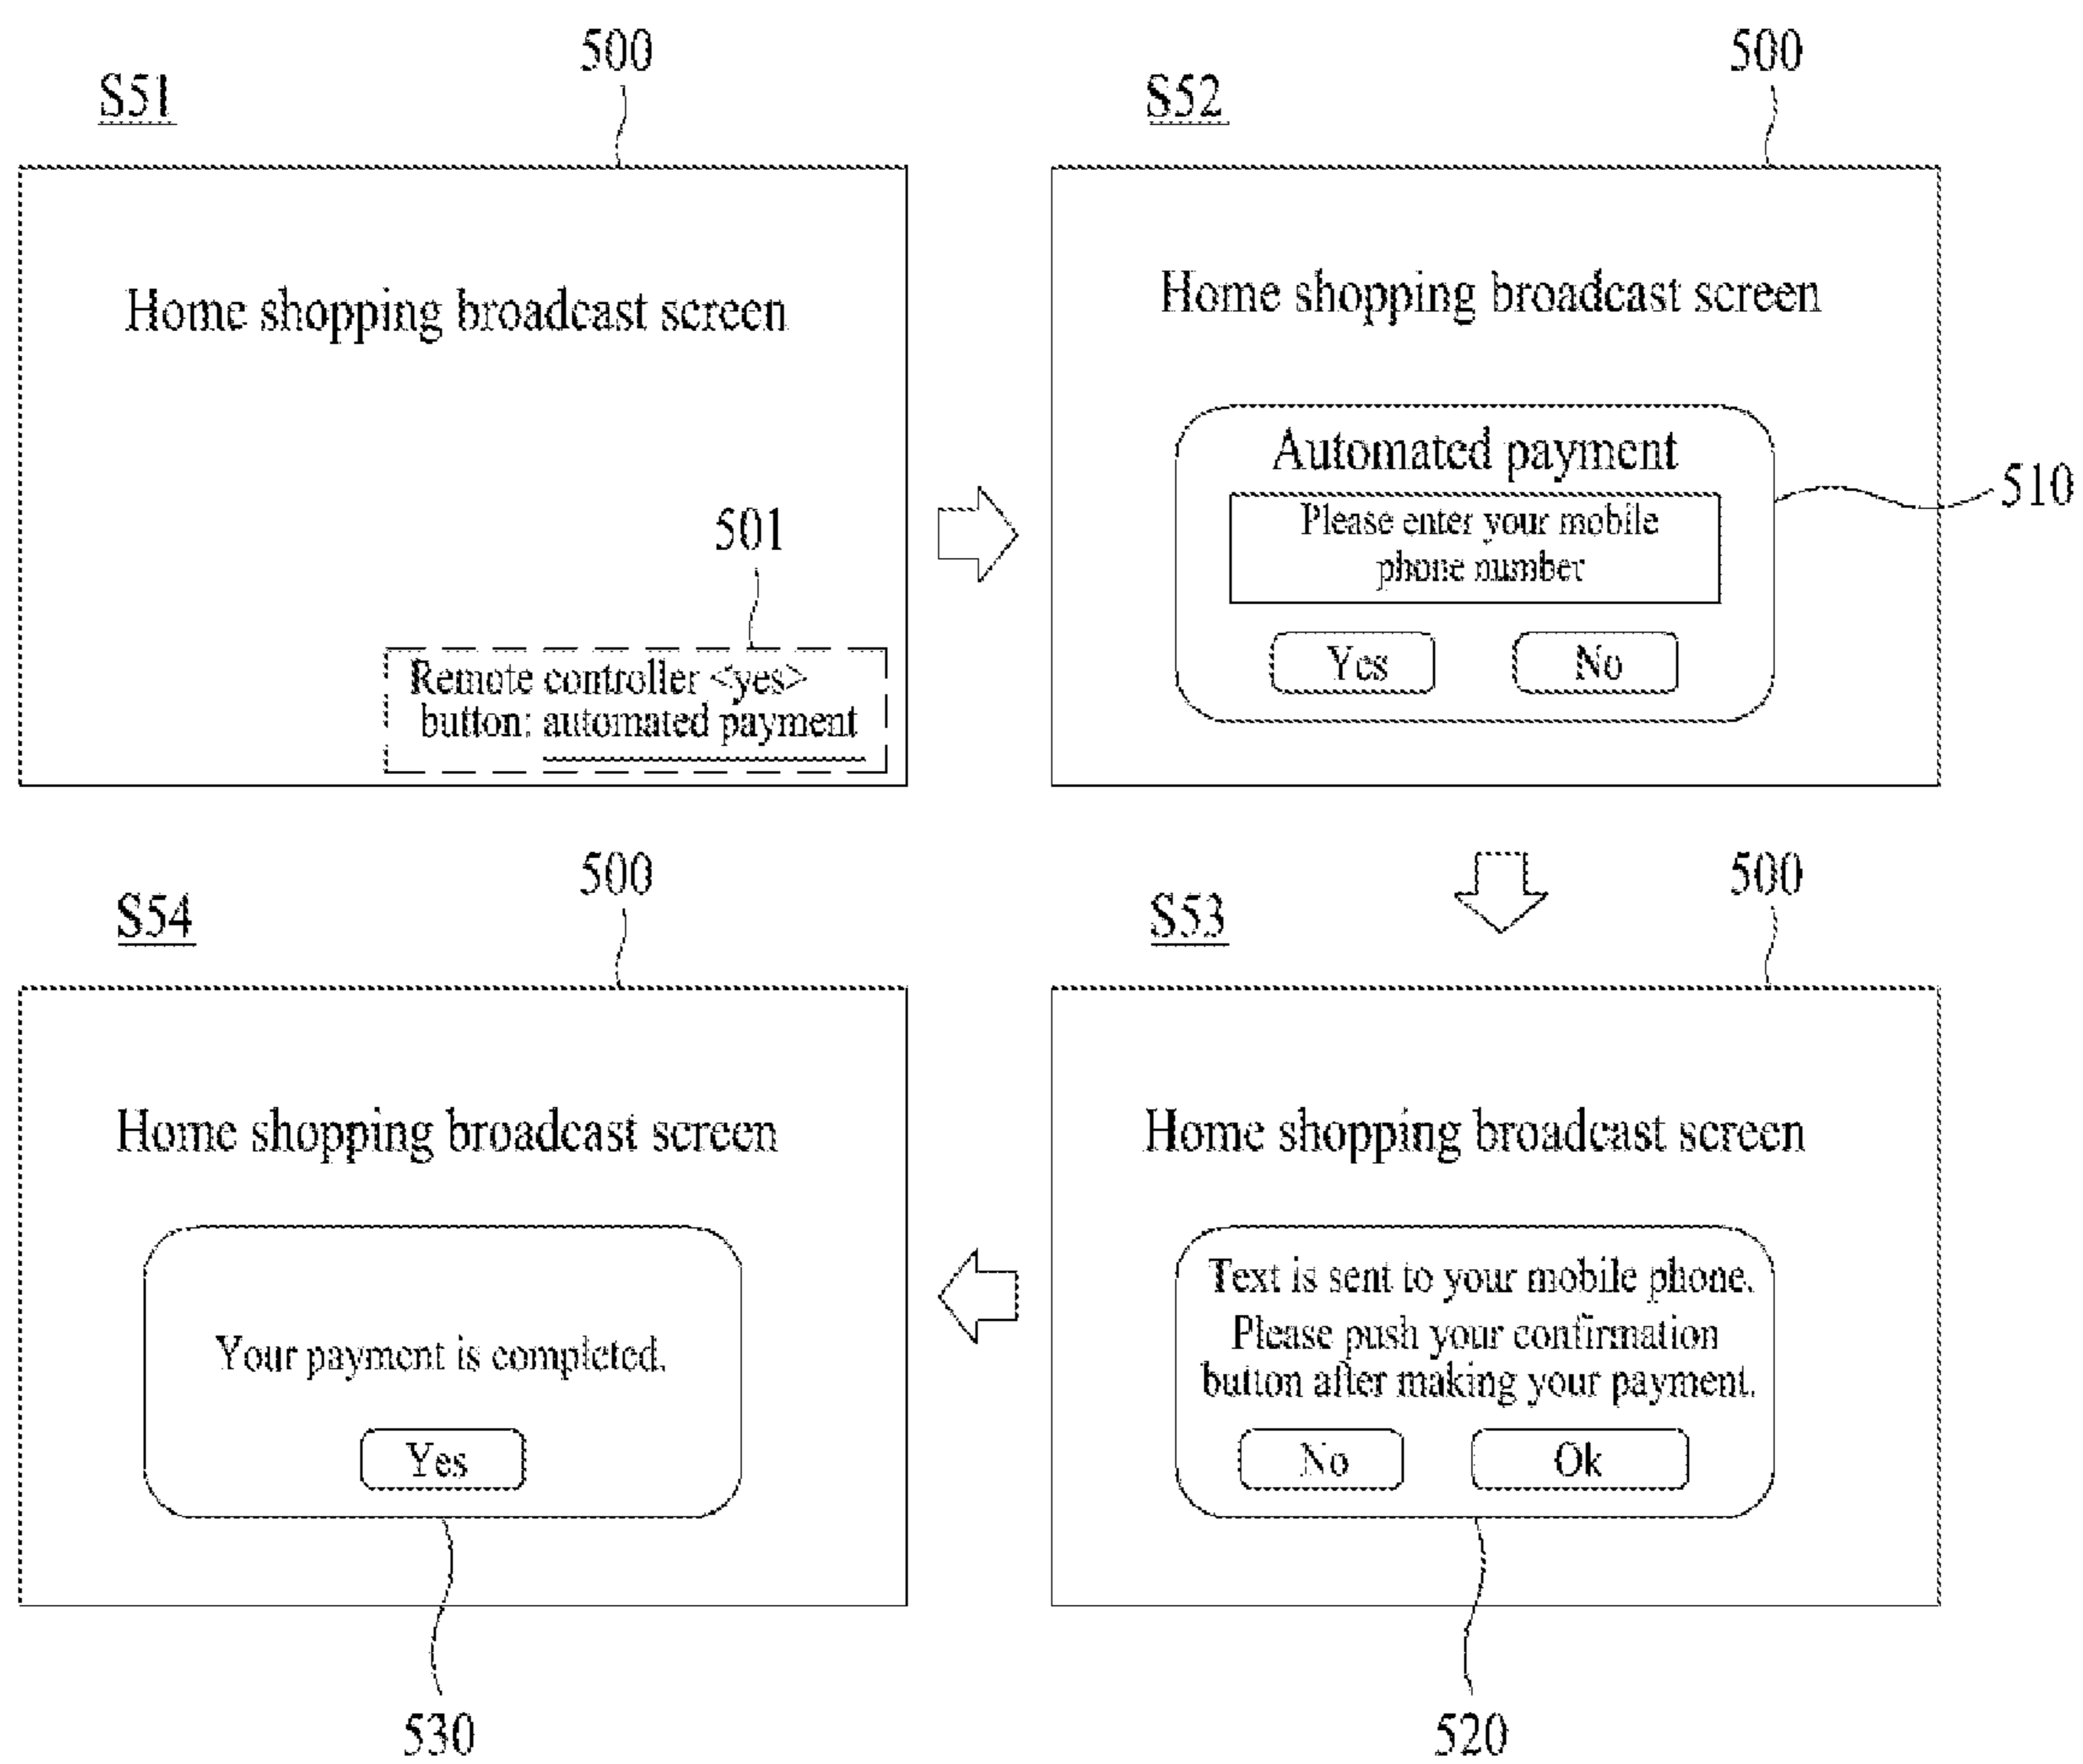 500
S51
Home shopping broadcast screen
501
Remote controller <yes>
button: automated payment
500
S52
Home shopping broadcast screen
Automated payment
Please enter your mobile
phone number
Yes
No
510
500
S53
Home shopping broadcast screen
Text is sent to your mobile phone.
Please push your confirmation
button after making your payment.
No
Ok
520
500
S54
Home shopping broadcast screen
Your payment is completed.
Yes
530